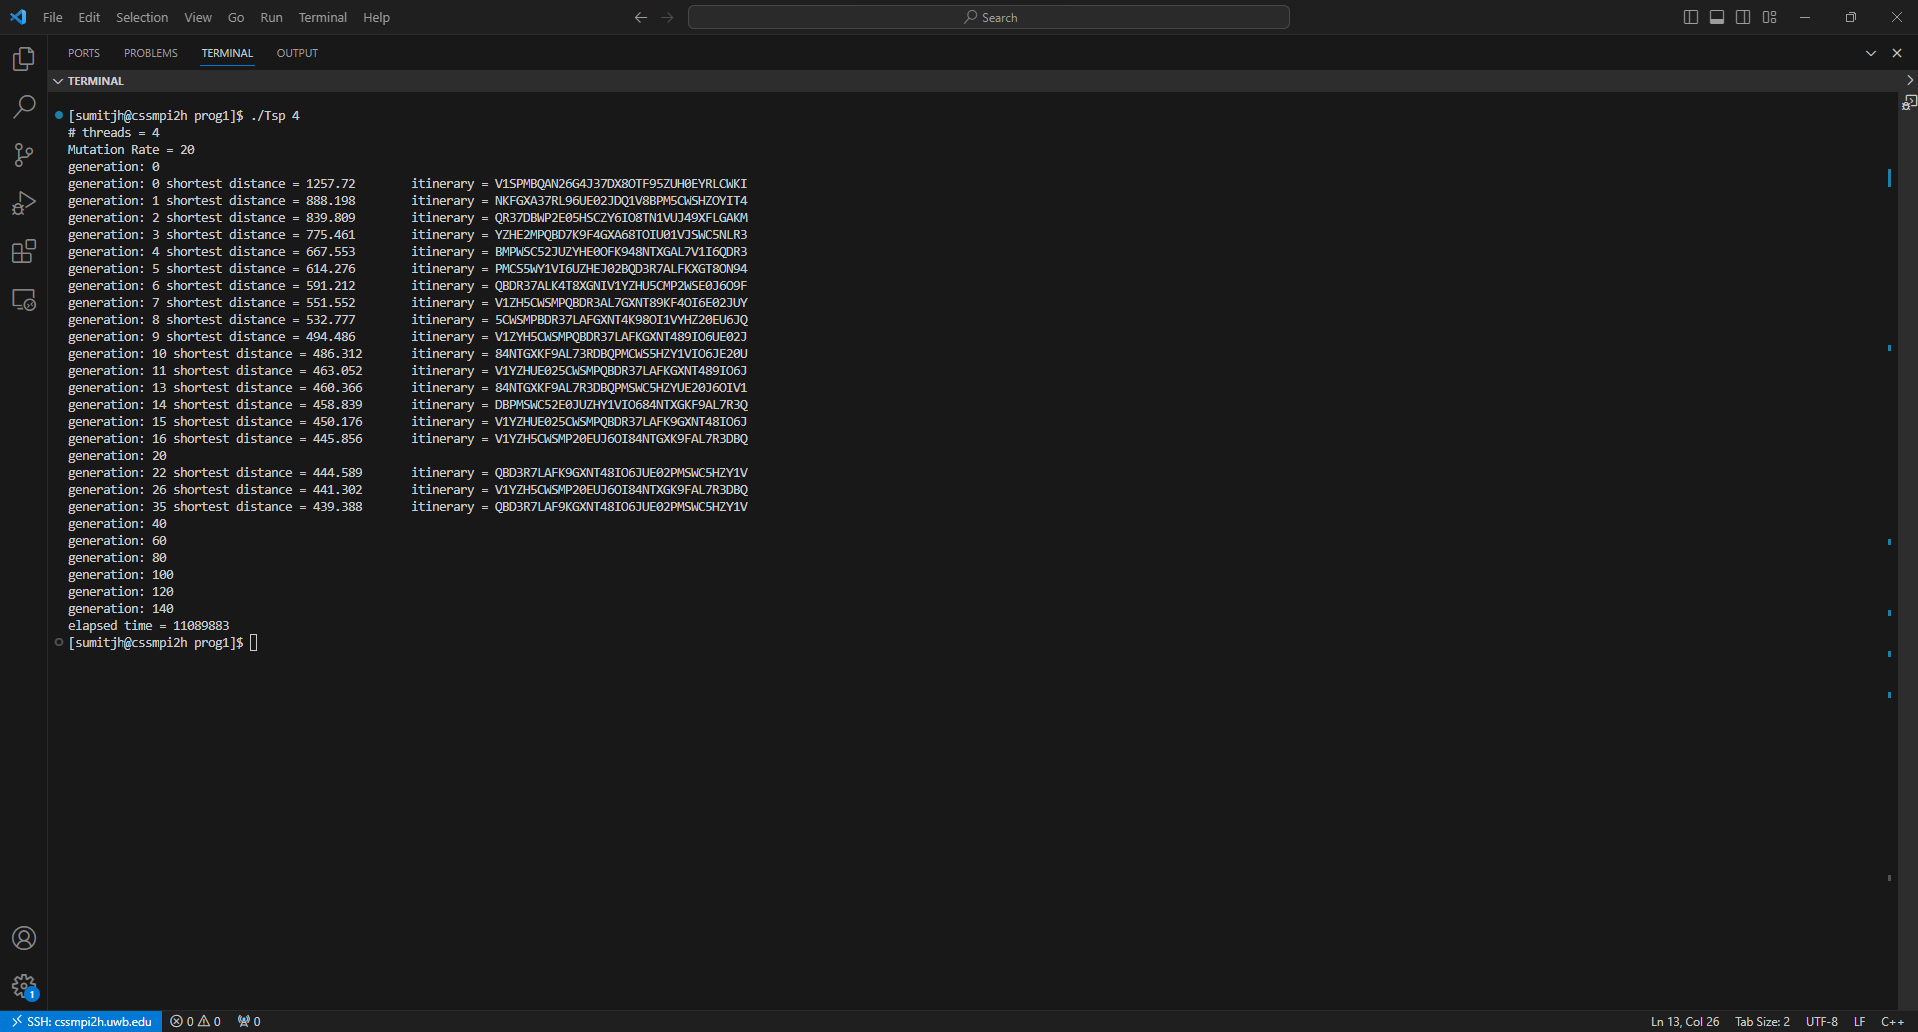 File Edit Selection View Go Run Terminal Help
Search
PORTS PROBLEMS TERMINAL OUTPUT
TERMINAL
[sumitjh@cssmpi2h prog1]$ ./Tsp 4
# threads = 4
Mutation Rate = 20
generation: 0
generation: 0 shortest distance = 1257.72 itinerary = V1SPMBQAN26G4J37DX8OTF95ZUH0EYRLCWKI
generation: 1 shortest distance = 888.198 itinerary = NKFGXA37RL96UE02JDQ1V8BPM5CWSHZOYIT4
generation: 2 shortest distance = 839.809 itinerary = QR37DBWP2E05HSCZY6IO8TN1VUJ49XFLGAKM
generation: 3 shortest distance = 775.461 itinerary = YZHE2MPQBD7K9F4GXA68TOIU01VJSWC5NLR3
generation: 4 shortest distance = 667.553 itinerary = BMPWSC52JUZYHE0OFK948NTXGAL7V1I6QDR3
generation: 5 shortest distance = 614.276 itinerary = PMCS5WY1VI6UZHEJ02BQD3R7ALFKXGT8ON94
generation: 6 shortest distance = 591.212 itinerary = QBDR37ALK4T8XGNIV1YZHU5CMP2WSE0J6O9F
generation: 7 shortest distance = 551.552 itinerary = V1ZH5CWSMPQBDR3AL7GXNT89KF4OI6E02JUY
generation: 8 shortest distance = 532.777 itinerary = 5CWSMPBDR37LAFGXNT4K98OI1VYHZ20EU6JQ
generation: 9 shortest distance = 494.486 itinerary = V1ZYH5CWSMPQBDR37LAFKGXNT489IO6UE02J
generation: 10 shortest distance = 486.312 itinerary = 84NTGXKF9AL73RDBQPMCWS5HZY1VIO6JE20U
generation: 11 shortest distance = 463.052 itinerary = V1YZHUE025CWSMPQBDR37LAFKGXNT489IO6J
generation: 13 shortest distance = 460.366 itinerary = 84NTGXKF9AL7R3DBQPMSWC5HZYUE20J6OIV1
generation: 14 shortest distance = 458.839 itinerary = DBPMSWC52E0JUZHY1VIO684NTXGKF9AL7R3Q
generation: 15 shortest distance = 450.176 itinerary = V1YZHUE025CWSMPQBDR37LAFK9GXNT48IO6J
generation: 16 shortest distance = 445.856 itinerary = V1YZH5CWSMP20EUJ6OI84NTGXK9FAL7R3DBQ
generation: 20
generation: 22 shortest distance = 444.589 itinerary = QBD3R7LAFK9GXNT48IO6JUE02PMSWC5HZY1V
generation: 26 shortest distance = 441.302 itinerary = V1YZH5CWSMP20EUJ6OI84NTXGK9FAL7R3DBQ
generation: 35 shortest distance = 439.388 itinerary = QBD3R7LAF9KGXNT48IO6JUE02PMSWC5HZY1V
generation: 40
generation: 60
generation: 80
generation: 100
generation: 120
generation: 140
elapsed time = 11089883
[sumitjh@cssmpi2h prog1]$
1
SSH: cssmpi2h.uwb.edu 0 0 0 Ln 13, Col 26 Tab Size: 2 UTF-8 LF C++